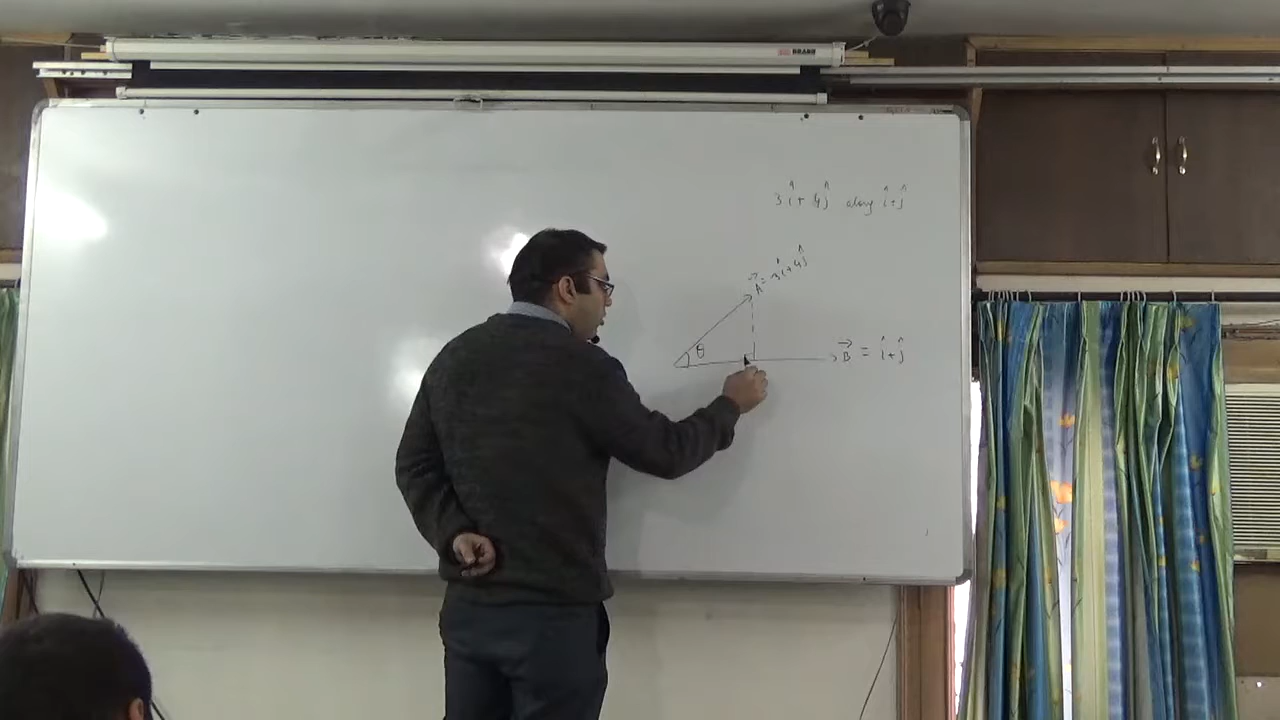 3î + 4ĵ along î+ĵ
A⃗ = 3î+4ĵ
θ
B⃗ = î+ĵ